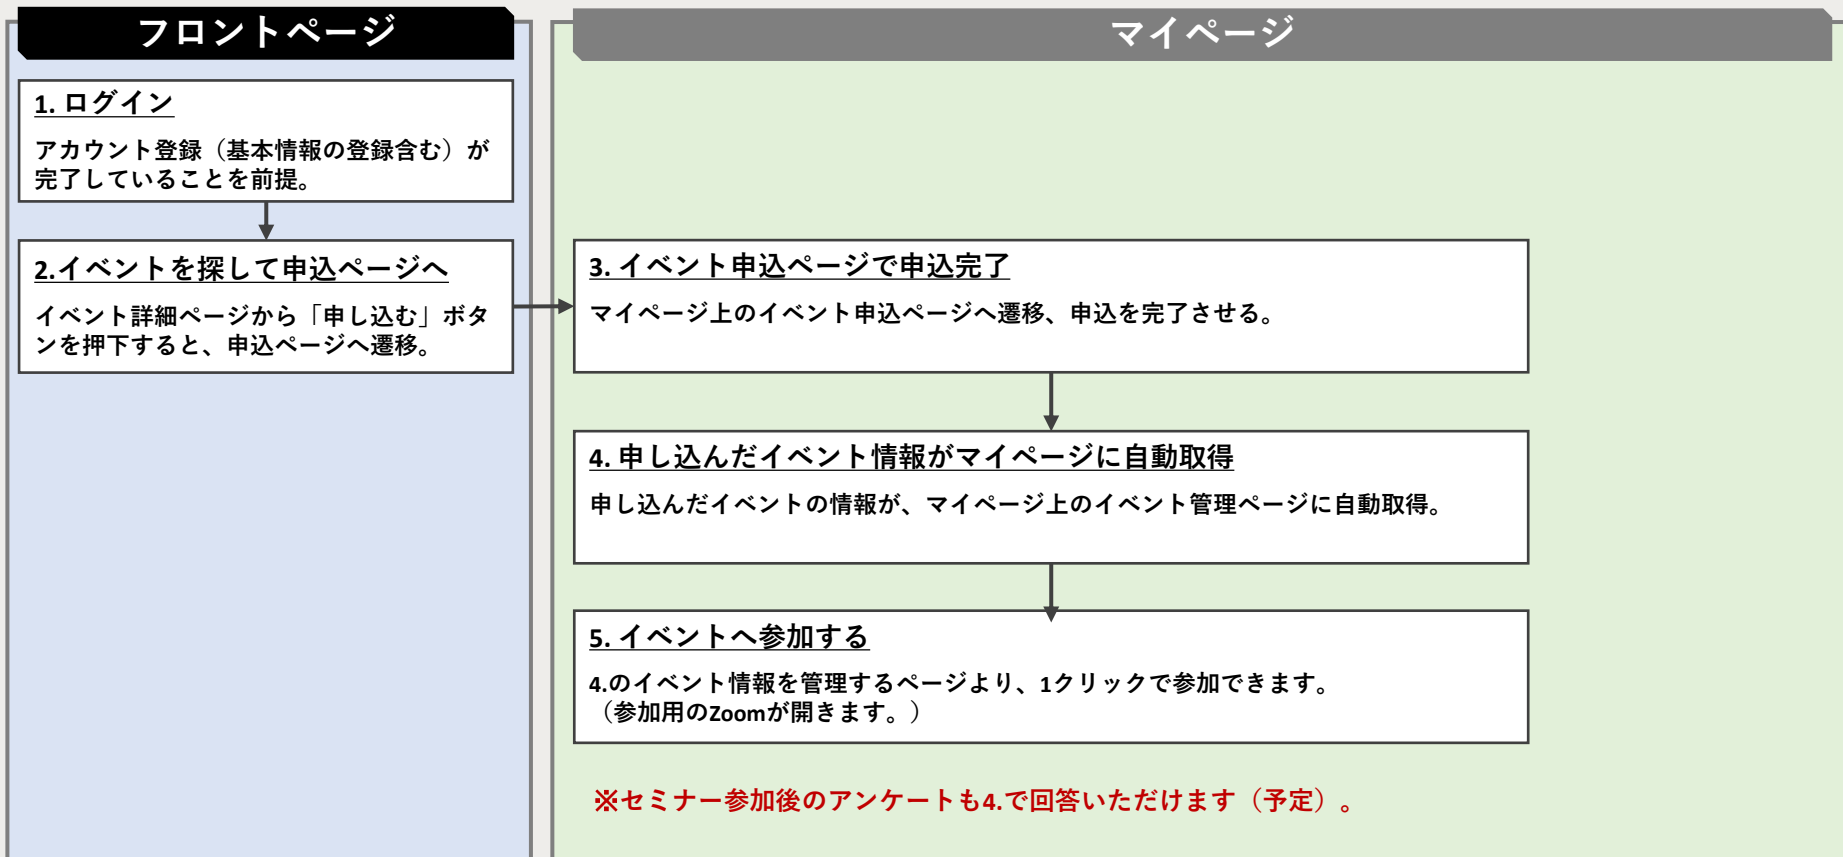 フロントページ
1. ログイン
アカウント登録（基本情報の登録含む）が
完了していることを前提。
2.イベントを探して申込ページへ
イベント詳細ページから「申し込む」ボタ
ンを押下すると、申込ページへ遷移。
マイページ
3. イベント申込ページで申込完了
マイページ上のイベント申込ページへ遷移、申込を完了させる。
4. 申し込んだイベント情報がマイページに自動取得
申し込んだイベントの情報が、マイページ上のイベント管理ページに自動取得。
5. イベントへ参加する
4.のイベント情報を管理するページより、1クリックで参加できます。
（参加用のZoomが開きます。）
※セミナー参加後のアンケートも4.で回答いただけます（予定）。